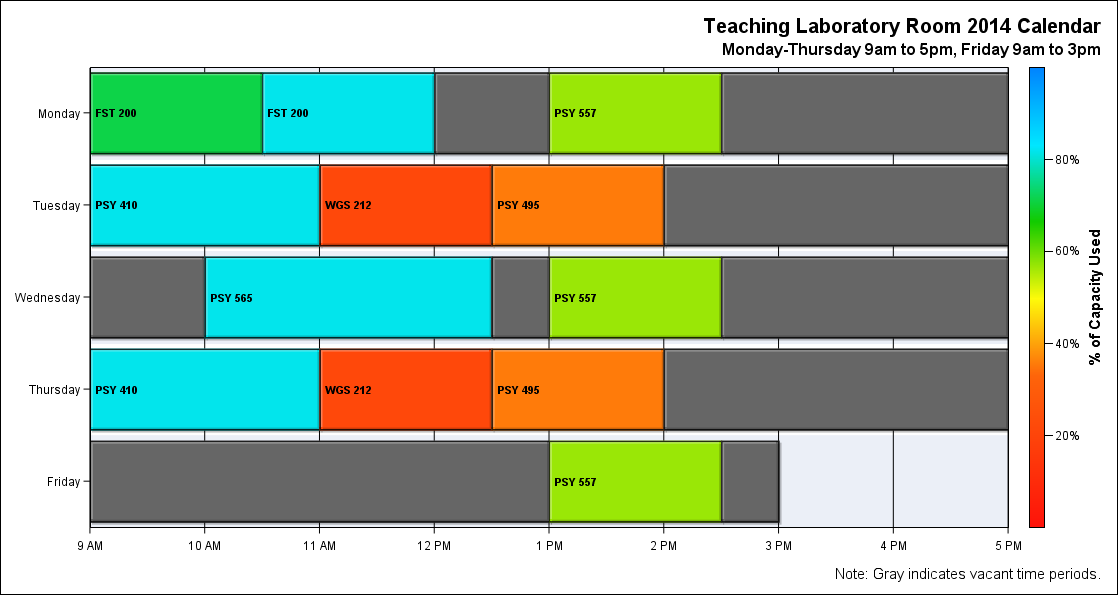 Teaching Laboratory Room 2014 Calendar
Monday-Thursday 9am to 5pm, Friday 9am to 3pm
Monday FST 200 FST 200 PSY 557
Tuesday PSY 410 WGS 212 PSY 495
Wednesday PSY 565 PSY 557
Thursday PSY 410 WGS 212 PSY 495
Friday PSY 557
9 AM 10 AM 11 AM 12 PM 1 PM 2 PM 3 PM 4 PM 5 PM
80%
60%
40%
20%
% of Capacity Used
Note: Gray indicates vacant time periods.